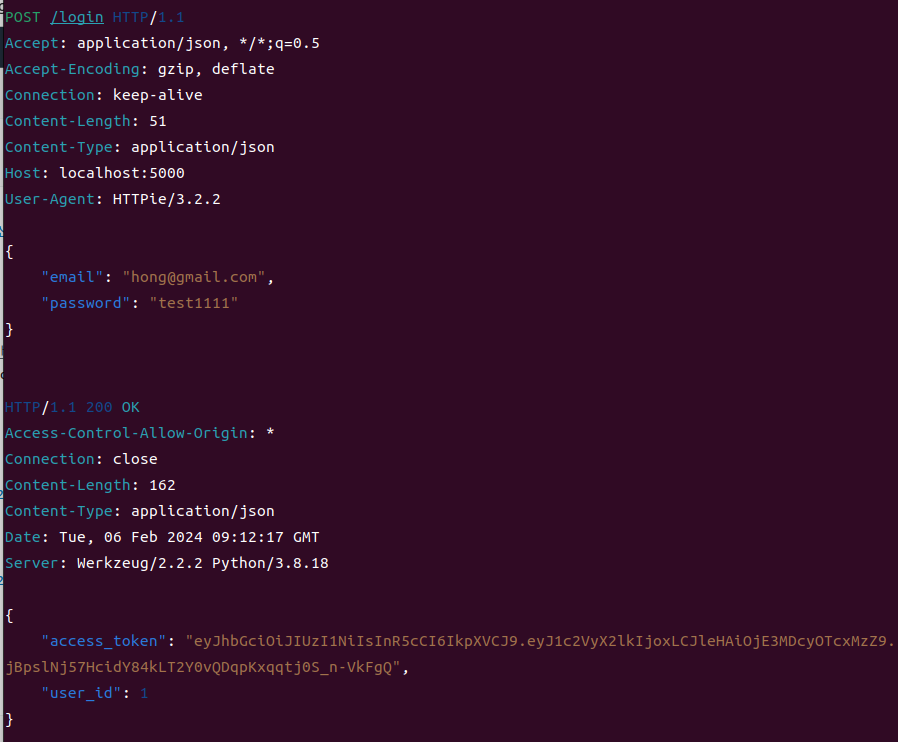 POST /login HTTP/1.1
Accept: application/json, */*;q=0.5
Accept-Encoding: gzip, deflate
Connection: keep-alive
Content-Length: 51
Content-Type: application/json
Host: localhost:5000
User-Agent: HTTPie/3.2.2
{
    "email": "hong@gmail.com",
    "password": "test1111"
}
HTTP/1.1 200 OK
Access-Control-Allow-Origin: *
Connection: close
Content-Length: 162
Content-Type: application/json
Date: Tue, 06 Feb 2024 09:12:17 GMT
Server: Werkzeug/2.2.2 Python/3.8.18
{
    "access_token": "eyJhbGciOiJIUzI1NiIsInR5cCI6IkpXVCJ9.eyJ1c2VyX2lkIjoxLCJleHAiOjE3MDcyOTcxMzZ9.
jBpslNj57HcidY84kLT2Y0vQDqpKxqqtj0S_n-VkFgQ",
    "user_id": 1
}